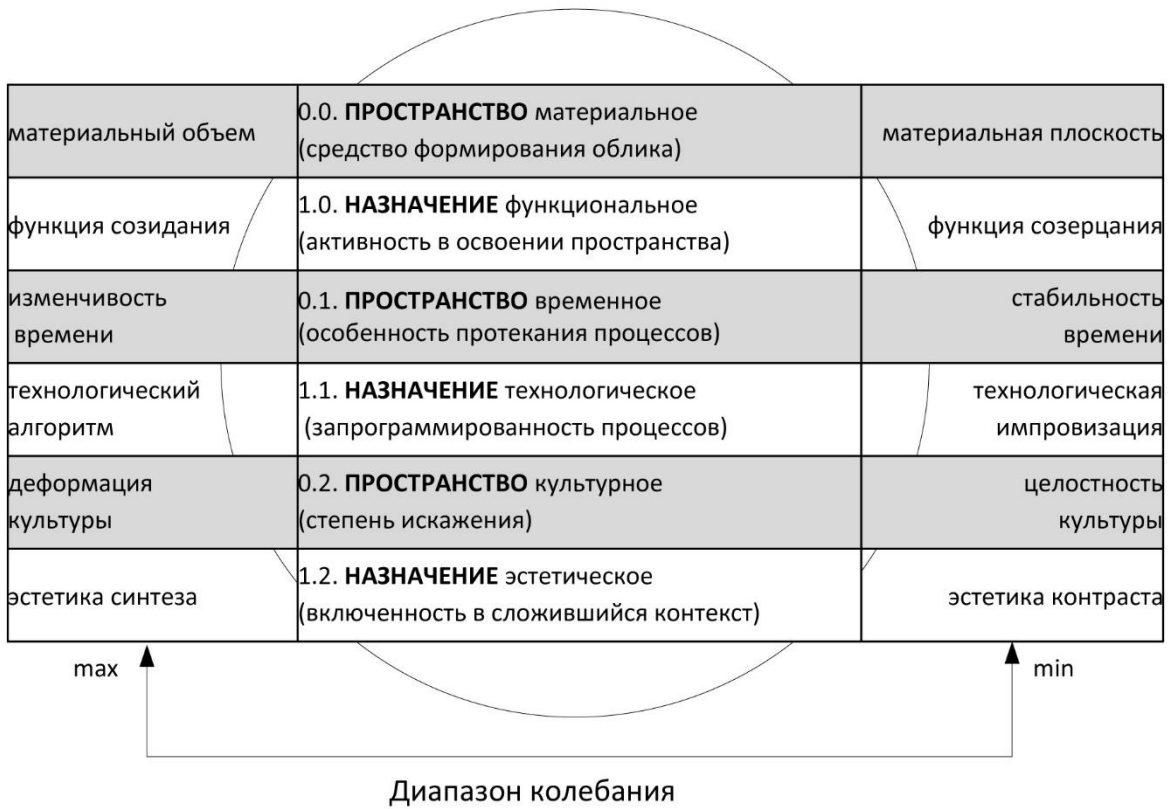 материальный объем
0.0. ПРОСТРАНСТВО материальное
(средство формирования облика)
материальная плоскость
функция созидания
1.0. НАЗНАЧЕНИЕ функциональное
(активность в освоении пространства)
функция созерцания
изменчивость
времени
0.1. ПРОСТРАНСТВО временное
(особенность протекания процессов)
стабильность
времени
технологический
алгоритм
1.1. НАЗНАЧЕНИЕ технологическое
(запрограммированность процессов)
технологическая
импровизация
деформация
культуры
0.2. ПРОСТРАНСТВО культурное
(степень искажения)
целостность
культуры
эстетика синтеза
1.2. НАЗНАЧЕНИЕ эстетическое
(включенность в сложившийся контекст)
эстетика контраста
max
min
Диапазон колебания